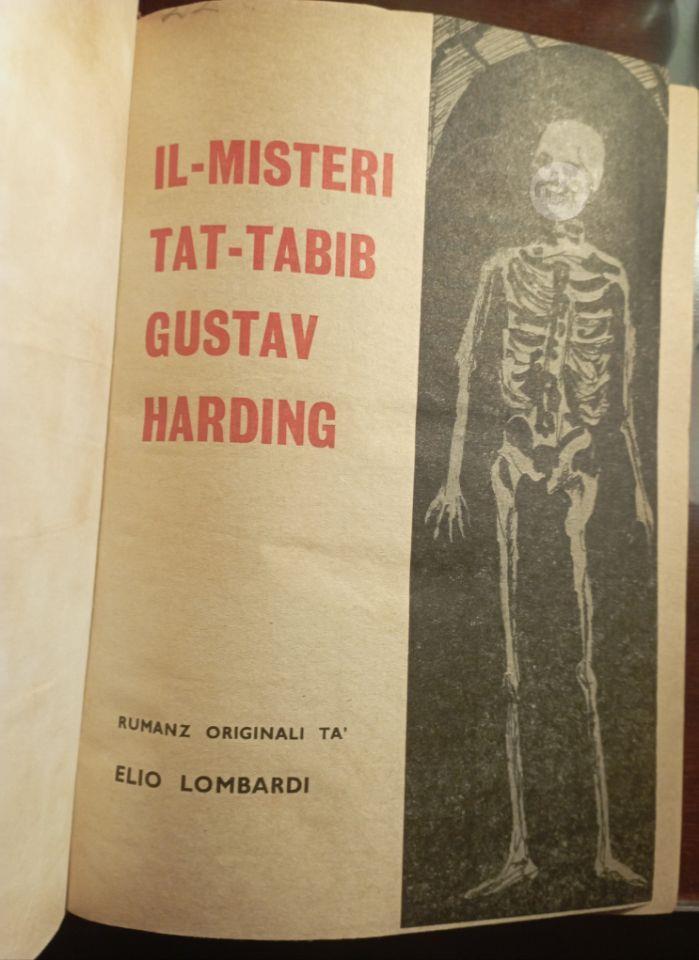 IL-MISTERI
TAT-TABIB
GUSTAV
HARDING
RUMANZ ORIGINALI TA'
ELIO LOMBARDI